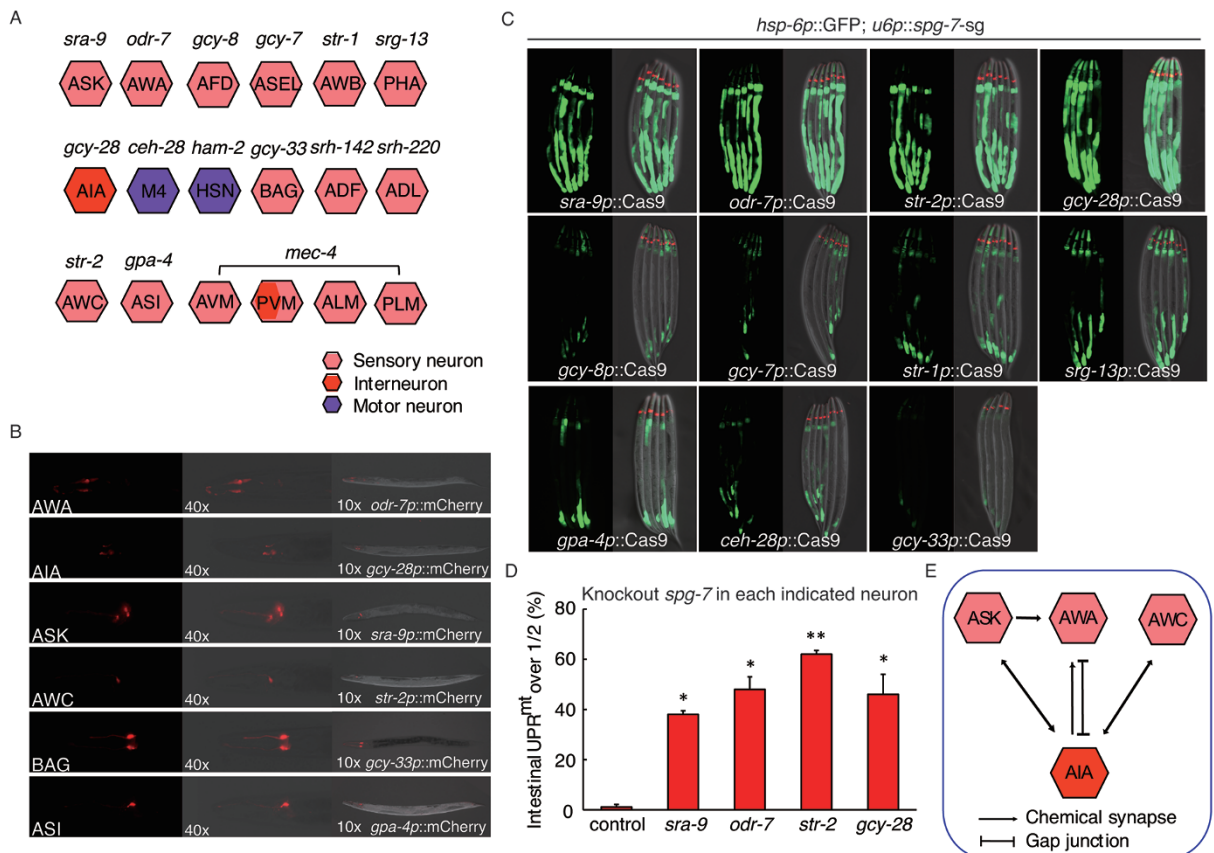 A
sra-9 odr-7 gcy-8 gcy-7 str-1 srg-13
ASK AWA AFD ASEL AWB PHA
gcy-28 ceh-28 ham-2 gcy-33 srh-142 srh-220
AIA M4 HSN BAG ADF ADL
str-2 gpa-4 mec-4
AWC ASI AVM PVM ALM PLM
Sensory neuron
Interneuron
Motor neuron
B
AWA 40x 10x odr-7p::mCherry
AIA 40x 10x gcy-28p::mCherry
ASK 40x 10x sra-9p::mCherry
AWC 40x 10x str-2p::mCherry
BAG 40x 10x gcy-33p::mCherry
ASI 40x 10x gpa-4p::mCherry
C
hsp-6p::GFP; u6p::spg-7-sg
sra-9p::Cas9 odr-7p::Cas9 str-2p::Cas9 gcy-28p::Cas9
gcy-8p::Cas9 gcy-7p::Cas9 str-1p::Cas9 srg-13p::Cas9
gpa-4p::Cas9 ceh-28p::Cas9 gcy-33p::Cas9
D
Knockout spg-7 in each indicated neuron
Intestinal UPRmt over 1/2 (%)
80
60
40
20
0
* * ** *
control sra-9 odr-7 str-2 gcy-28
E
ASK AWA AWC
AIA
Chemical synapse
Gap junction